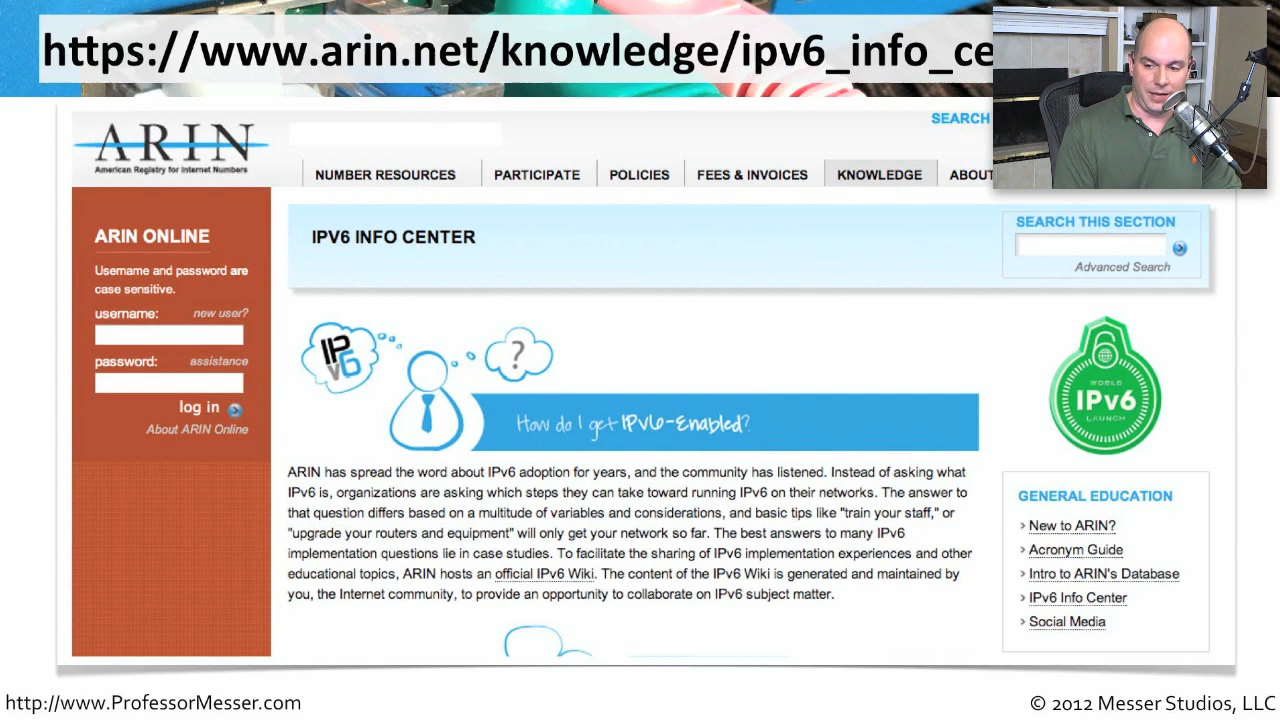 https://www.arin.net/knowledge/ipv6_info_ce
ARIN
American Registry for Internet Numbers
SEARCH
NUMBER RESOURCES
PARTICIPATE
POLICIES
FEES & INVOICES
KNOWLEDGE
ABOUT
ARIN ONLINE
Username and password are
case sensitive.
username: new user?
password: assistance
log in
About ARIN Online
IPV6 INFO CENTER
SEARCH THIS SECTION
Advanced Search
IP
v6
?
How do I get IPV6-Enabled?
WORLD
IPv6
LAUNCH
ARIN has spread the word about IPv6 adoption for years, and the community has listened. Instead of asking what
IPv6 is, organizations are asking which steps they can take toward running IPv6 on their networks. The answer to
that question differs based on a multitude of variables and considerations, and basic tips like "train your staff," or
"upgrade your routers and equipment" will only get your network so far. The best answers to many IPv6
implementation questions lie in case studies. To facilitate the sharing of IPv6 implementation experiences and other
educational topics, ARIN hosts an official IPv6 Wiki. The content of the IPv6 Wiki is generated and maintained by
you, the Internet community, to provide an opportunity to collaborate on IPv6 subject matter.
GENERAL EDUCATION
New to ARIN?
Acronym Guide
Intro to ARIN's Database
IPv6 Info Center
Social Media
http://www.ProfessorMesser.com
© 2012 Messer Studios, LLC